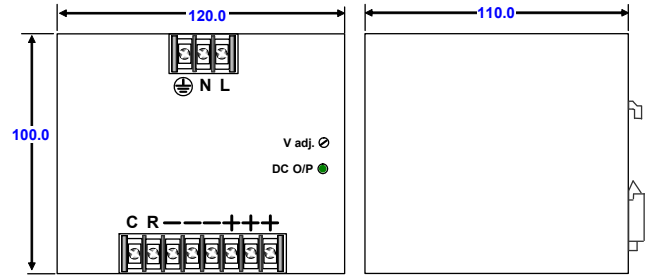 120.0
110.0
N L
100.0
V adj.
DC O/P
C R − − − + + +